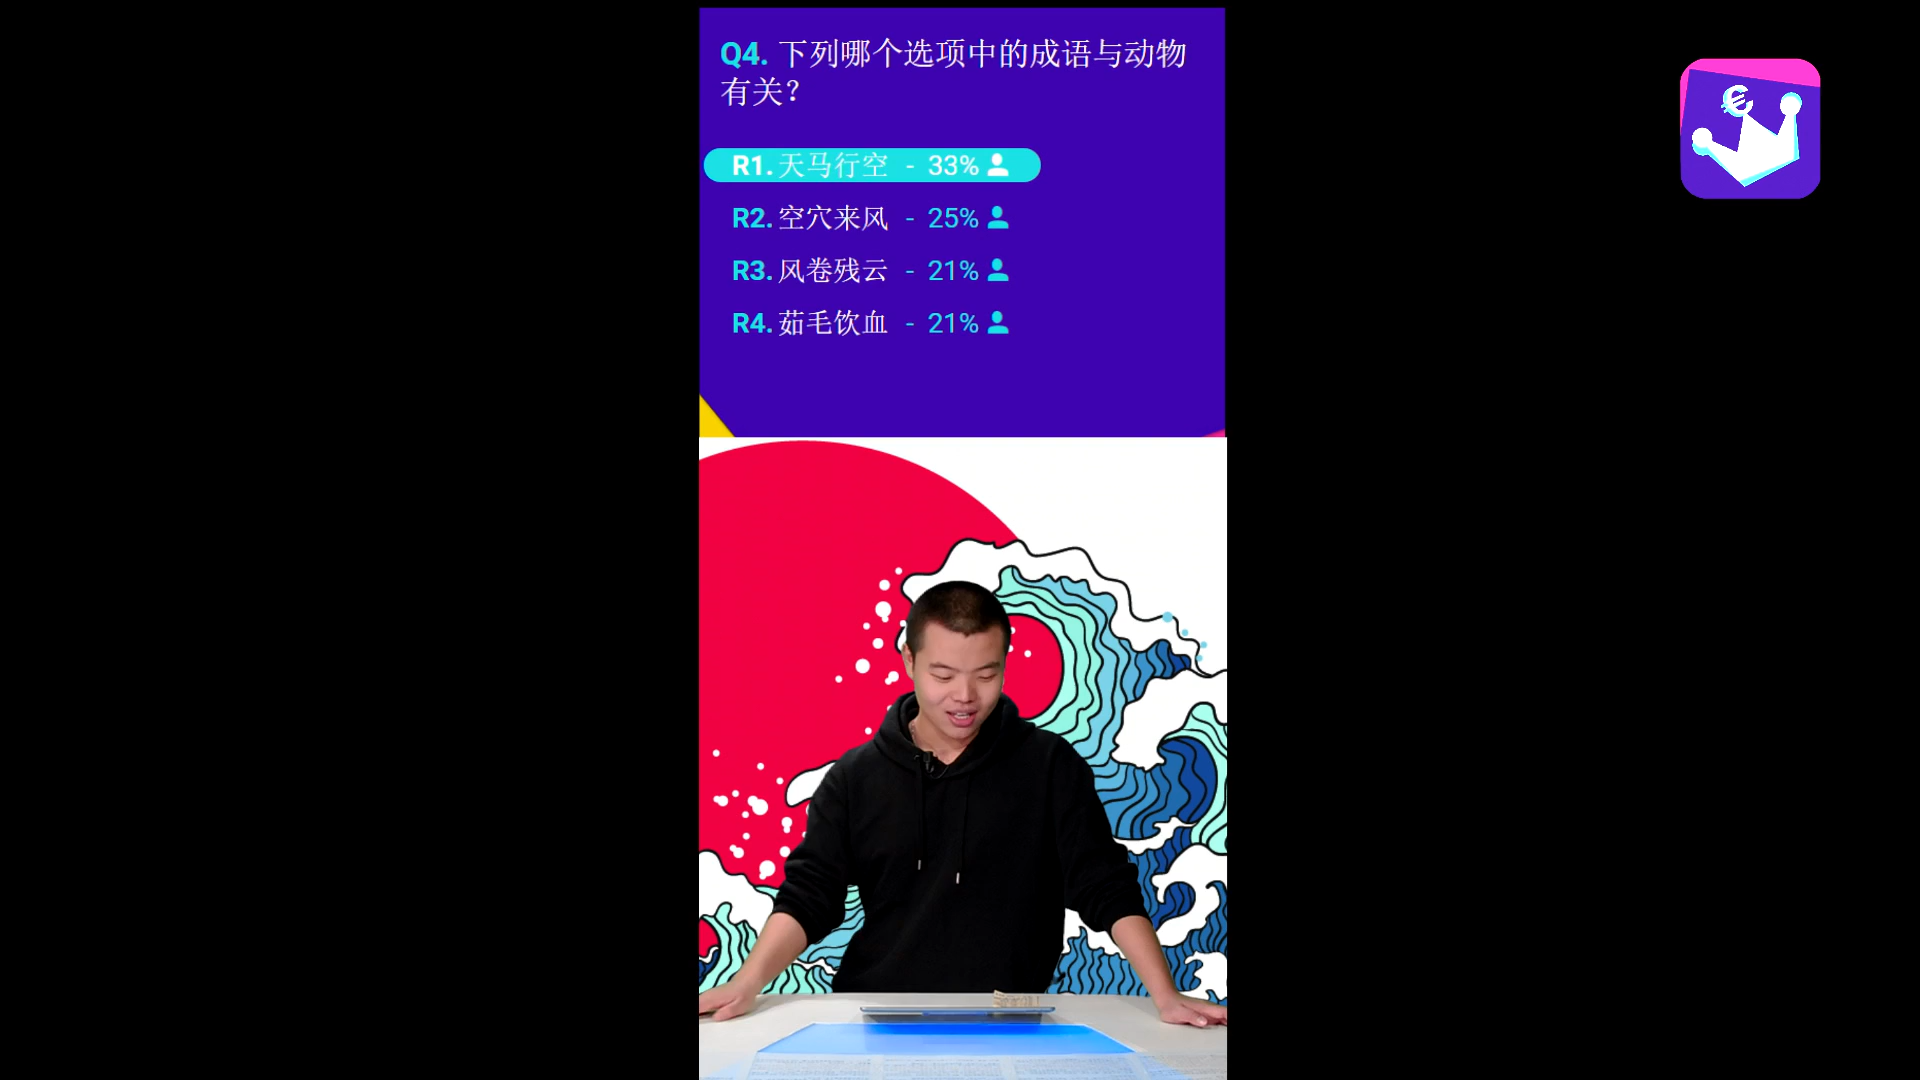 Q4. 下列哪个选项中的成语与动物
有关？
R1. 天马行空 - 33%
R2. 空穴来风 - 25%
R3. 风卷残云 - 21%
R4. 茹毛饮血 - 21%
€